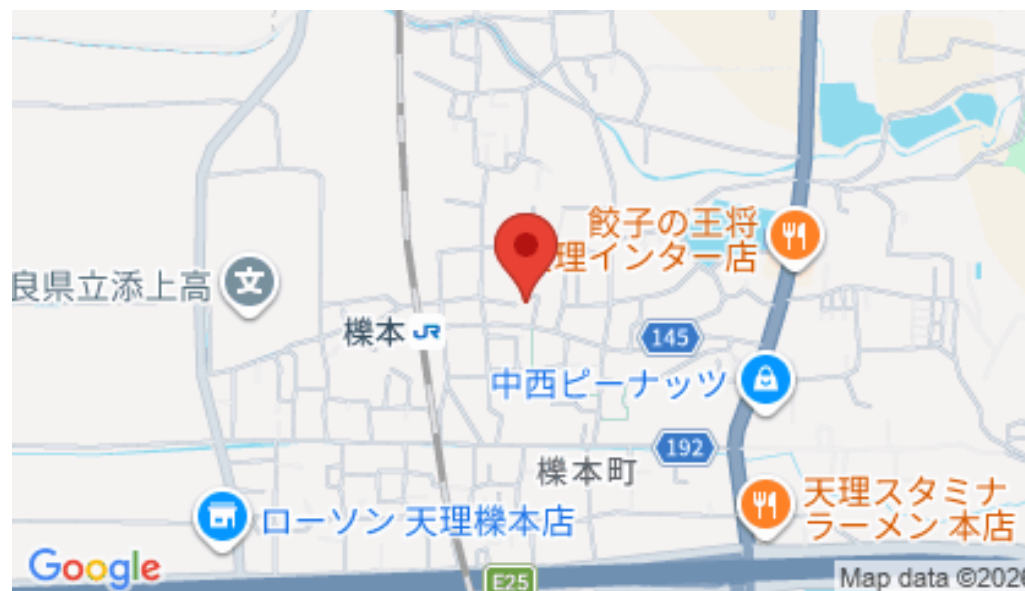 餃子の王将
理インター店
良県立添上高
櫟本
JR
145
中西ピーナッツ
192
櫟本町
天理スタミナ
ラーメン 本店
ローソン 天理櫟本店
Google
E25
Map data ©202